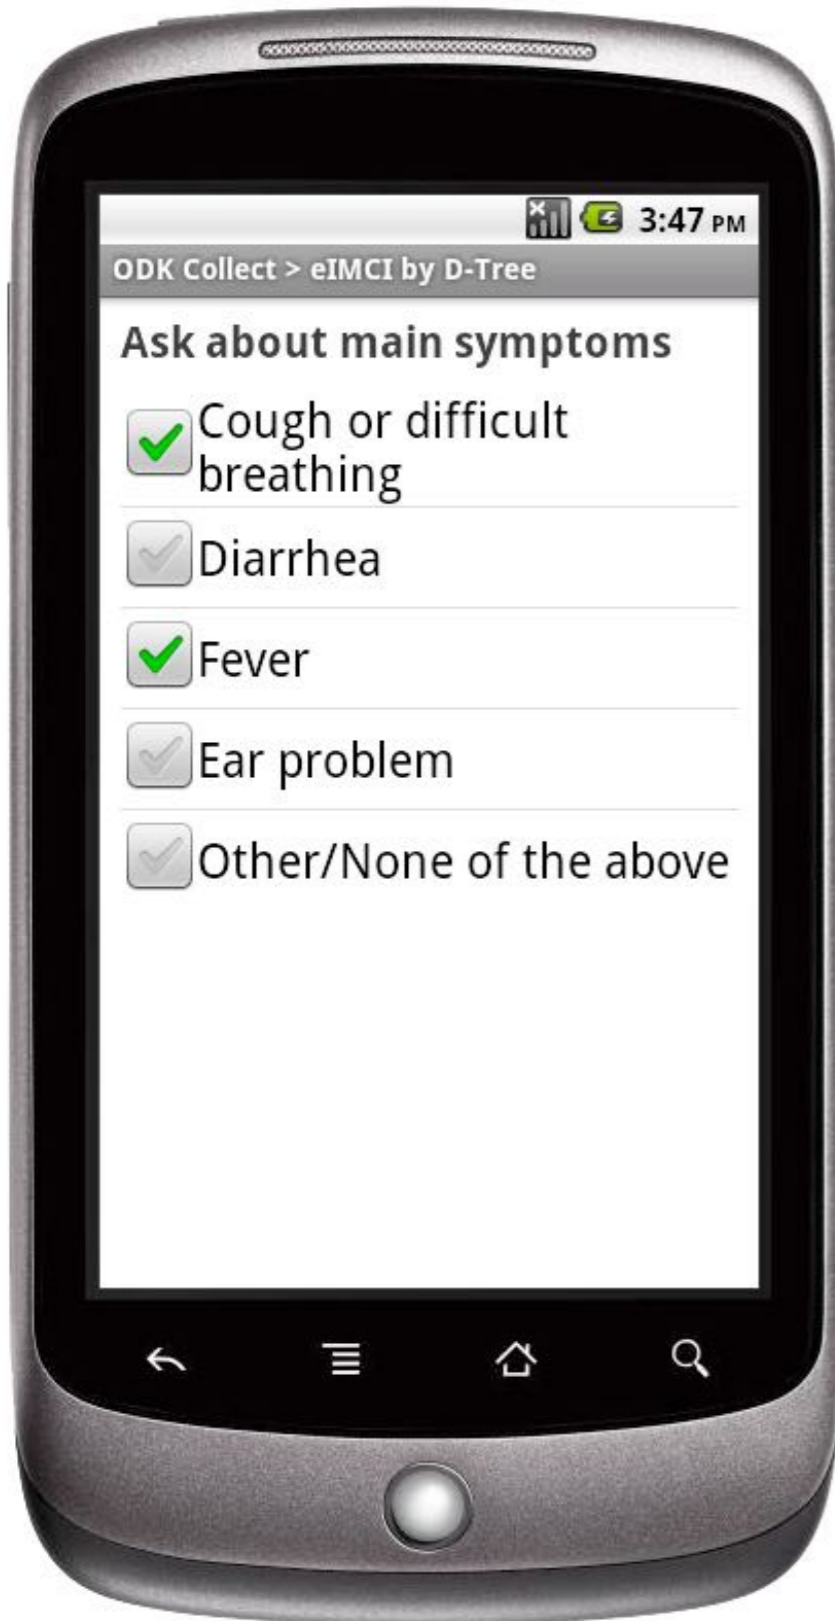 3:47 PM
ODK Collect > eIMCI by D-Tree
Ask about main symptoms
Cough or difficult
breathing
Diarrhea
Fever
Ear problem
Other/None of the above